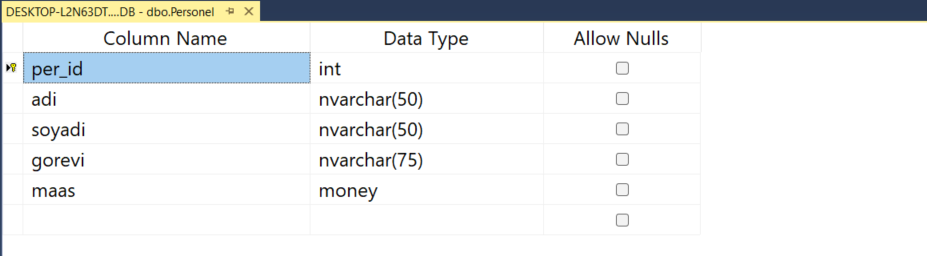 DESKTOP-L2N63DT....DB - dbo.Personel
Column Name Data Type Allow Nulls
per_id int
adi nvarchar(50)
soyadi nvarchar(50)
gorevi nvarchar(75)
maas money